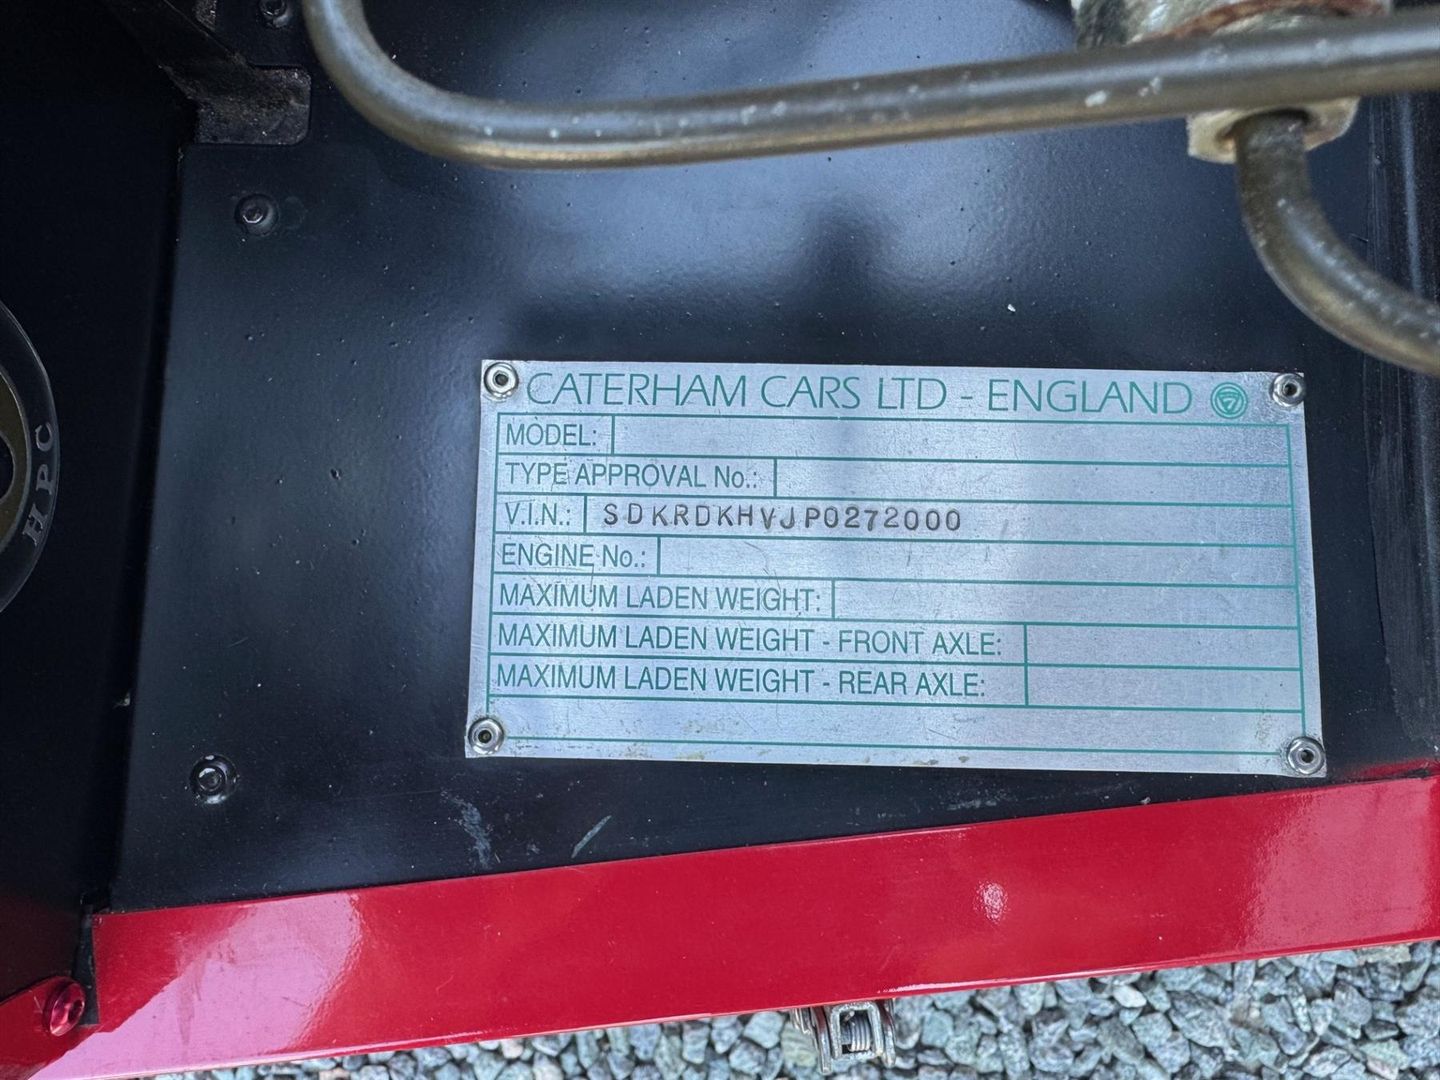 CATERHAM CARS LTD - ENGLAND 7
MODEL:
TYPE APPROVAL No.:
V.I.N.: SDKRDKHVJP0272000
ENGINE No.:
MAXIMUM LADEN WEIGHT:
MAXIMUM LADEN WEIGHT - FRONT AXLE:
MAXIMUM LADEN WEIGHT - REAR AXLE:
HPC